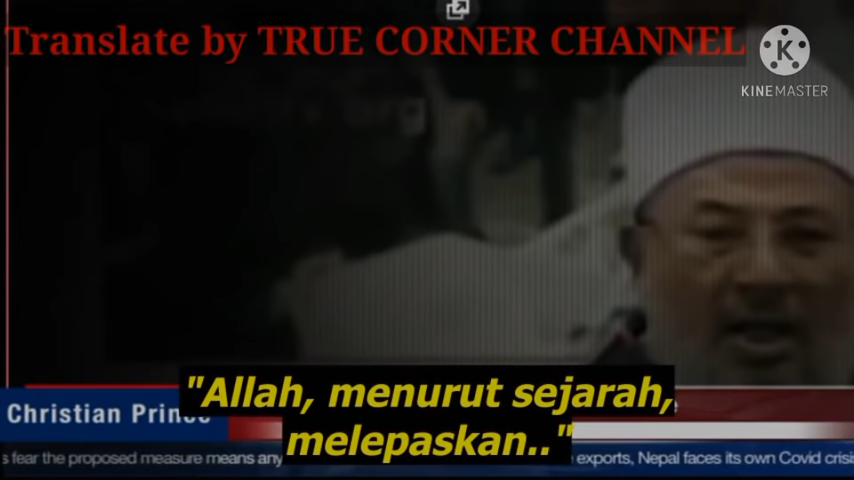 Translate by TRUE CORNER CHANNEL
K
KINEMASTER
"Allah, menurut sejarah,
melepaskan.."
Christian Prince
s fear the proposed measure means any
exports, Nepal faces its own Covid crisis